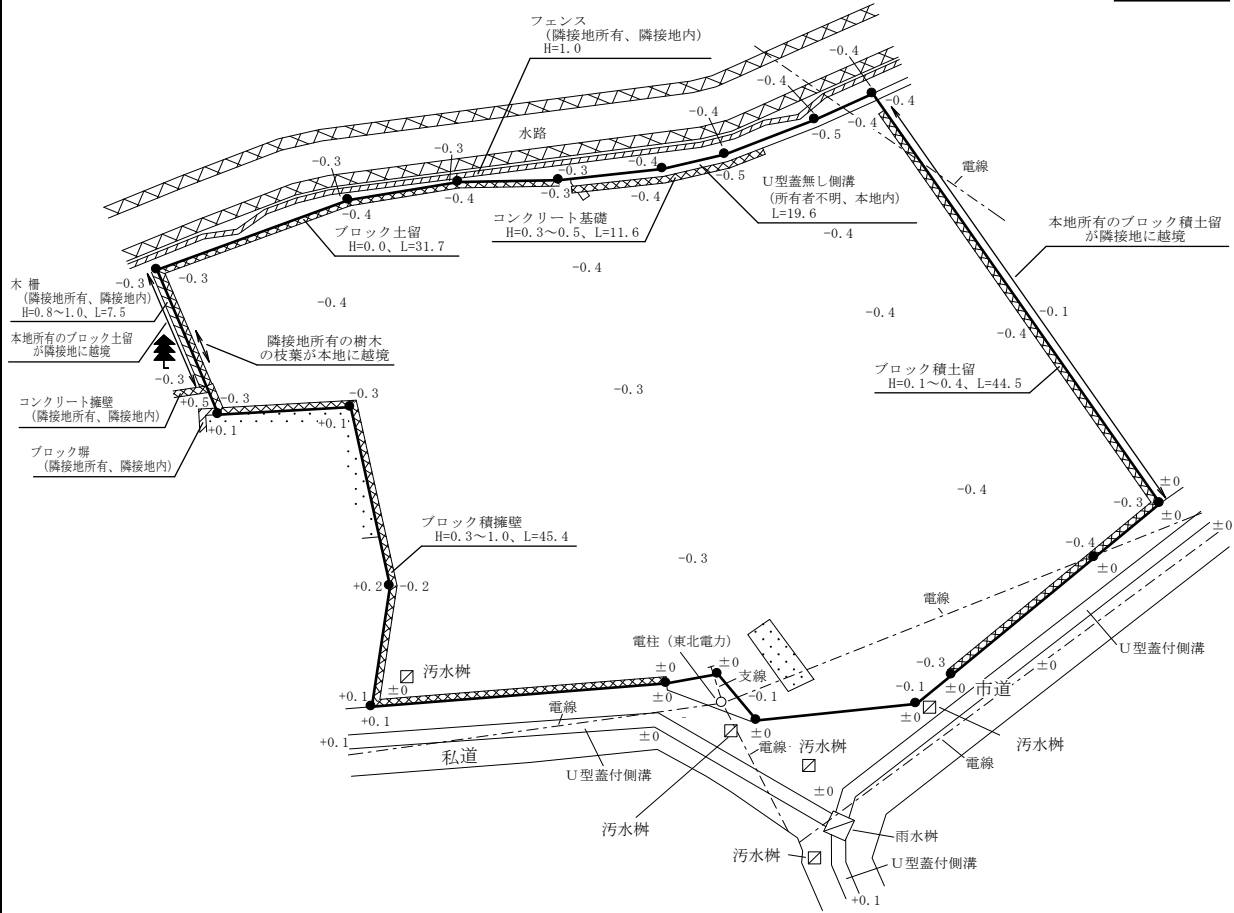 フェンス
(隣接地所有、隣接地内)
H=1.0
-0.4
-0.4
-0.4
-0.4
-0.4
-0.5
水路
-0.3
-0.3
-0.3
-0.4
-0.3
-0.4
-0.5
-0.4
-0.4
電線
U型蓋無し側溝
(所有者不明、本地内)
L=19.6
コンクリート基礎
H=0.3~0.5、L=11.6
ブロック土留
H=0.0、L=31.7
-0.4
-0.4
本地所有のブロック積土留
が隣接地に越境
-0.3
-0.3
-0.4
-0.4
-0.1
-0.4
木 柵
(隣接地所有、隣接地内)
H=0.8~1.0、L=7.5
本地所有のブロック土留
が隣接地に越境
隣接地所有の樹木
の枝葉が本地に越境
ブロック積土留
H=0.1~0.4、L=44.5
-0.3
-0.3
-0.3
-0.3
+0.5
+0.1
+0.1
コンクリート擁壁
(隣接地所有、隣接地内)
ブロック塀
(隣接地所有、隣接地内)
-0.4
±0
-0.3
±0
±0
ブロック積擁壁
H=0.3~1.0、L=45.4
-0.3
-0.4
±0
+0.2
-0.2
電線
電柱(東北電力)
U型蓋付側溝
汚水桝
±0
±0
±0
支線
-0.3
±0
市道
±0
+0.1
±0
-0.1
-0.1
±0
+0.1
電線
±0
+0.1
±0
私道
電線
汚水桝
汚水桝
電線
U型蓋付側溝
±0
汚水桝
雨水桝
汚水桝
U型蓋付側溝
+0.1